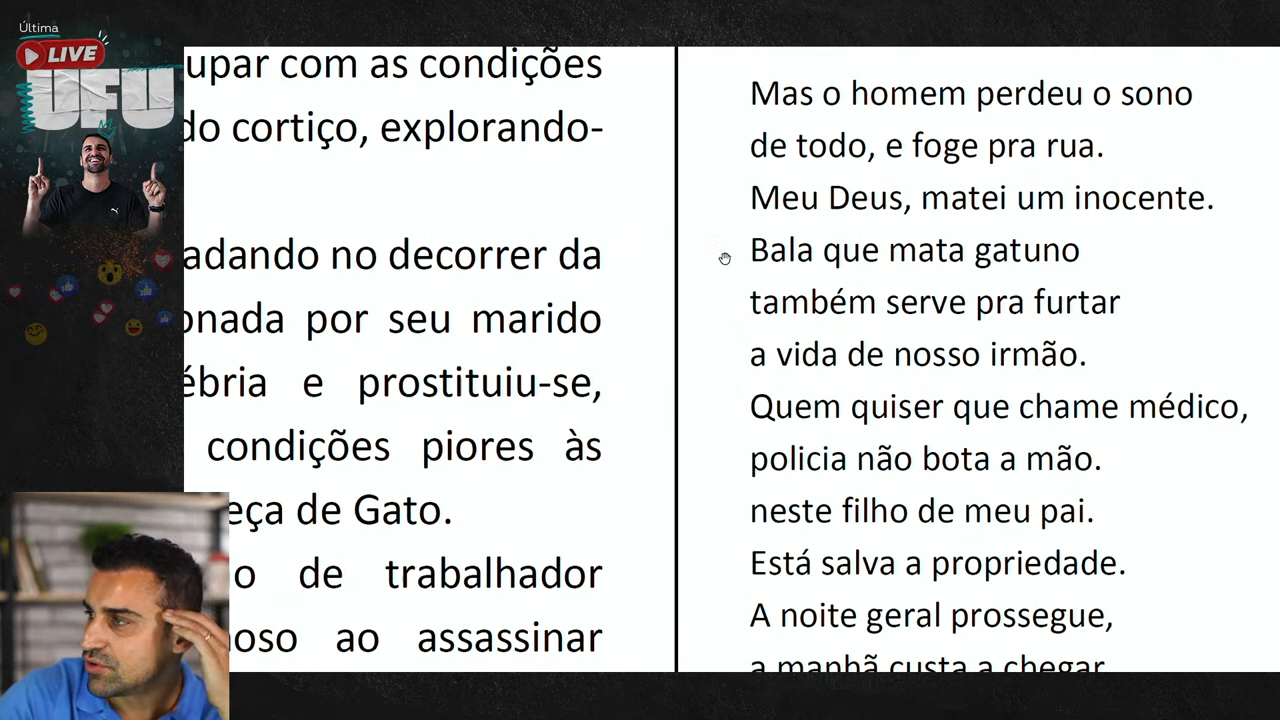 Última
LIVE
UFU
upar com as condições
do cortiço, explorando-
adando no decorrer da
onada por seu marido
ébria e prostituiu-se,
condições piores às
eça de Gato.
o de trabalhador
noso ao assassinar
Mas o homem perdeu o sono
de todo, e foge pra rua.
Meu Deus, matei um inocente.
Bala que mata gatuno
também serve pra furtar
a vida de nosso irmão.
Quem quiser que chame médico,
policia não bota a mão.
neste filho de meu pai.
Está salva a propriedade.
A noite geral prossegue,
a manhã custa a chegar